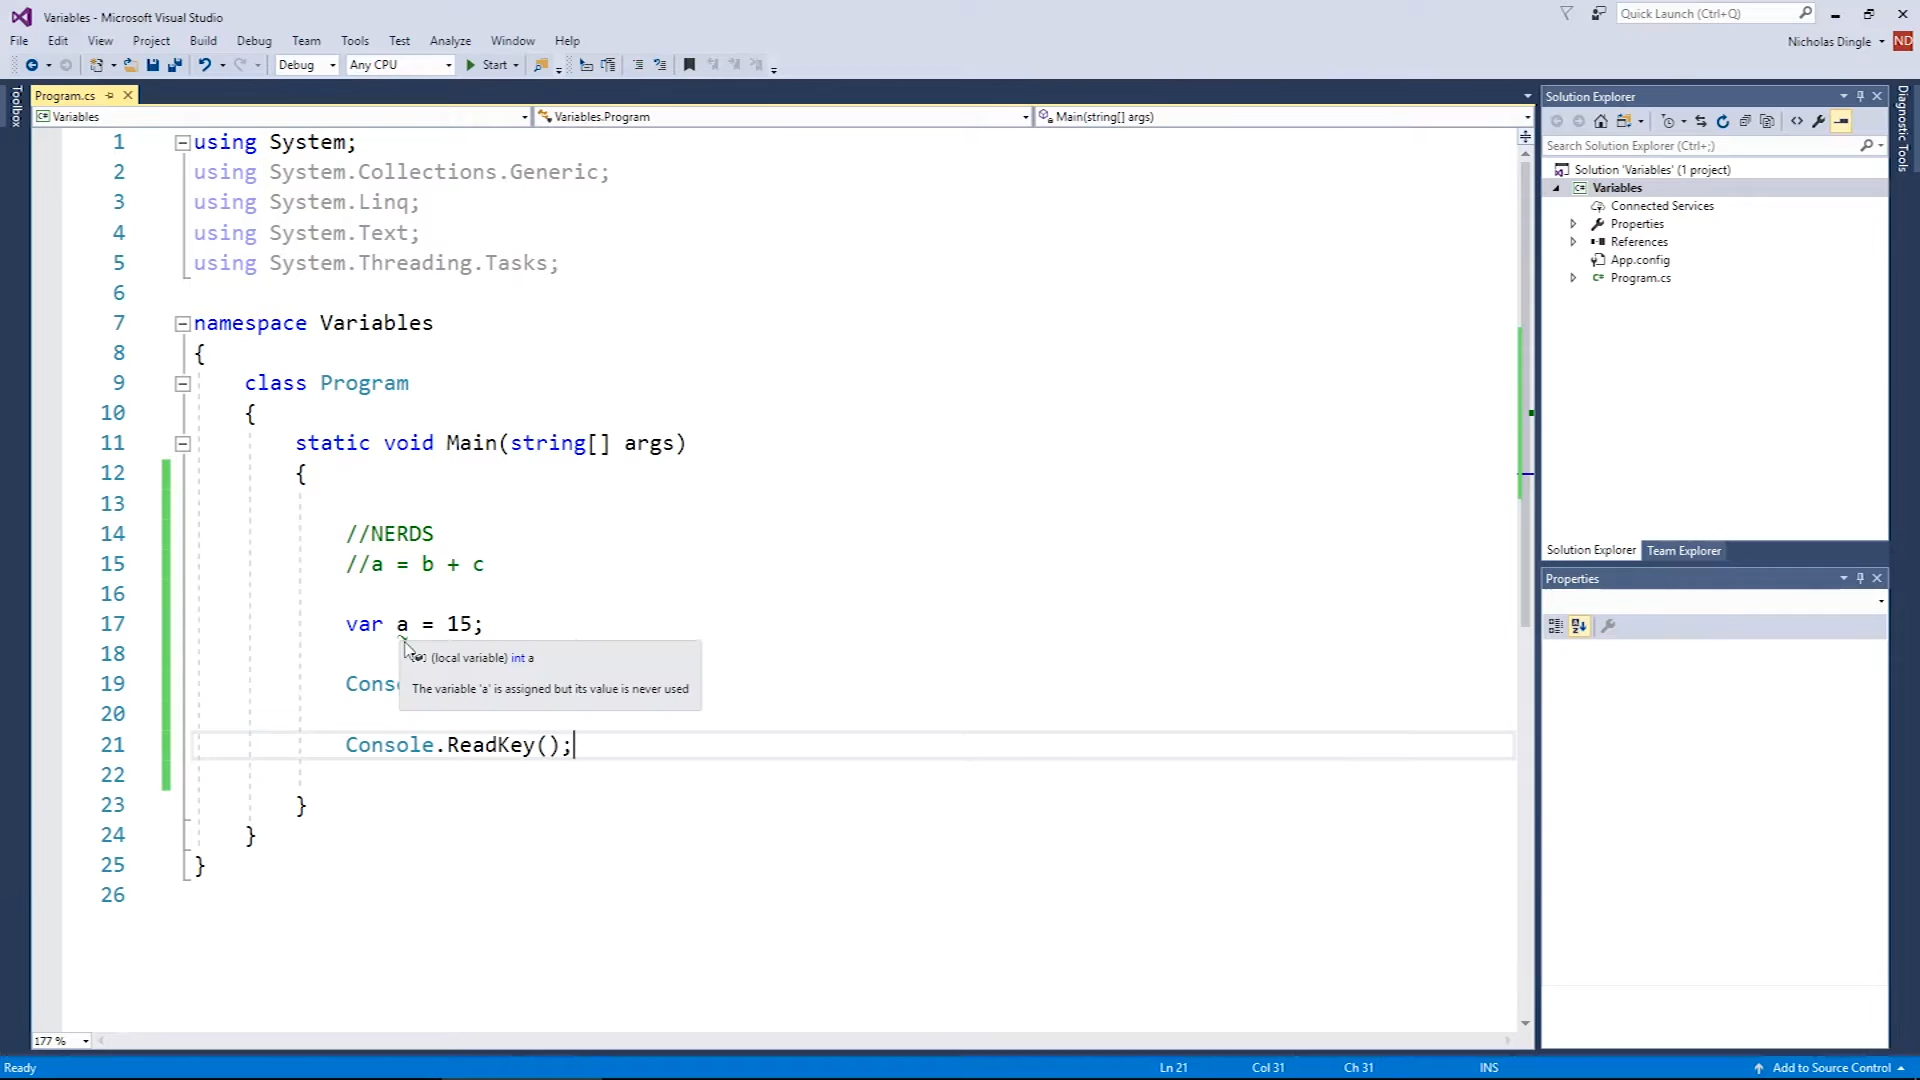 Variables - Microsoft Visual Studio
Quick Launch (Ctrl+Q)
File Edit View Project Build Debug Team Tools Test Analyze Window Help
Nicholas Dingle ND
Debug Any CPU Start
Toolbox
Program.cs
Variables Variables.Program Main(string[] args)
1 using System;
2 using System.Collections.Generic;
3 using System.Linq;
4 using System.Text;
5 using System.Threading.Tasks;
6
7 namespace Variables
8 {
9 class Program
10 {
11 static void Main(string[] args)
12 {
13
14 //NERDS
15 //a = b + c
16
17 var a = 15;
18
(local variable) int a
19 Cons
The variable 'a' is assigned but its value is never used
20
21 Console.ReadKey();
22
23 }
24 }
25 }
26
177 %
Solution Explorer
Search Solution Explorer (Ctrl+;)
Solution 'Variables' (1 project)
C# Variables
Connected Services
Properties
References
App.config
C# Program.cs
Solution Explorer Team Explorer
Properties
Diagnostic Tools
Ready Ln 21 Col 31 Ch 31 INS Add to Source Control